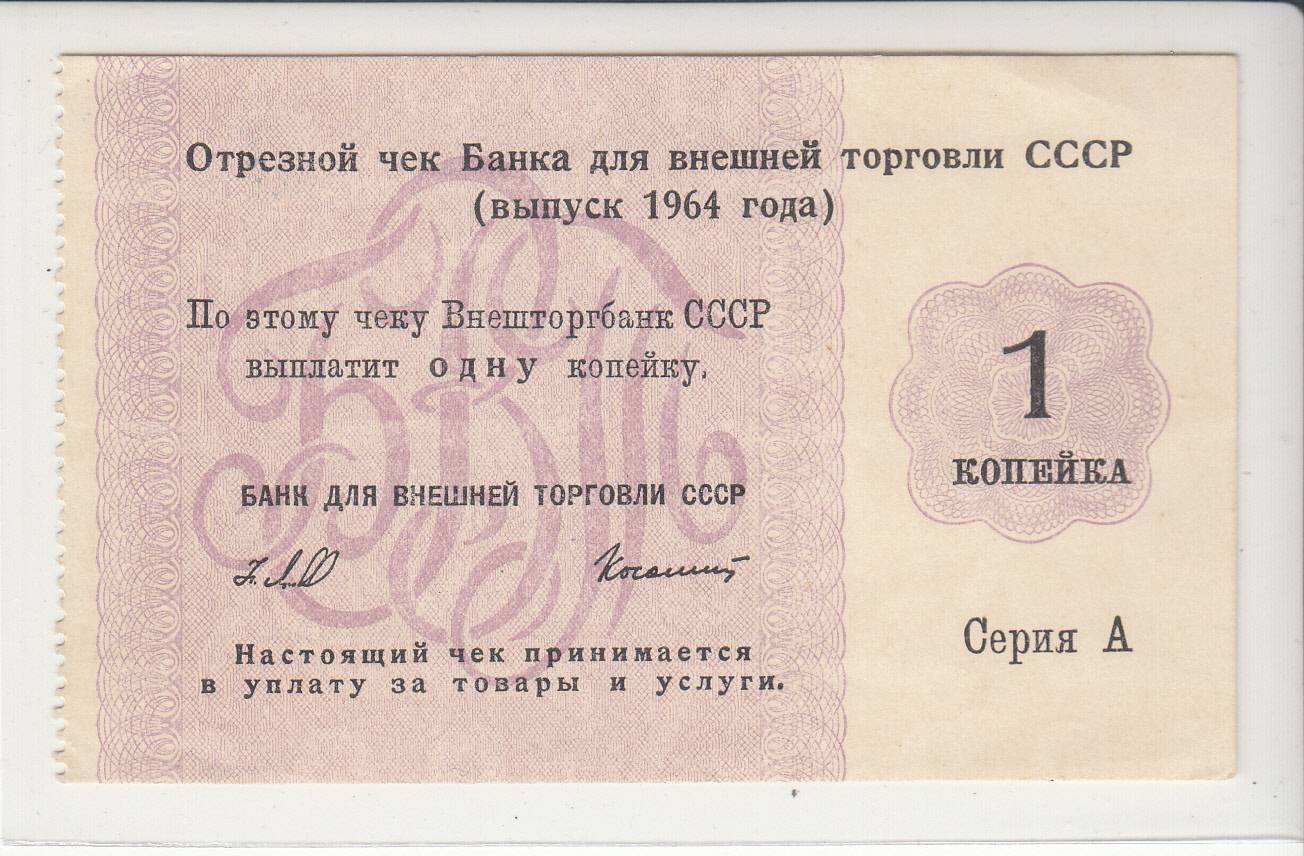 Отрезной чек Банка для внешней торговли СССР
(выпуск 1964 года)
По этому чеку Внешторгбанк СССР
выплатит одну копейку.
1
КОПЕЙКА
БАНК ДЛЯ ВНЕШНЕЙ ТОРГОВЛИ СССР
Серия А
Настоящий чек принимается
в уплату за товары и услуги.